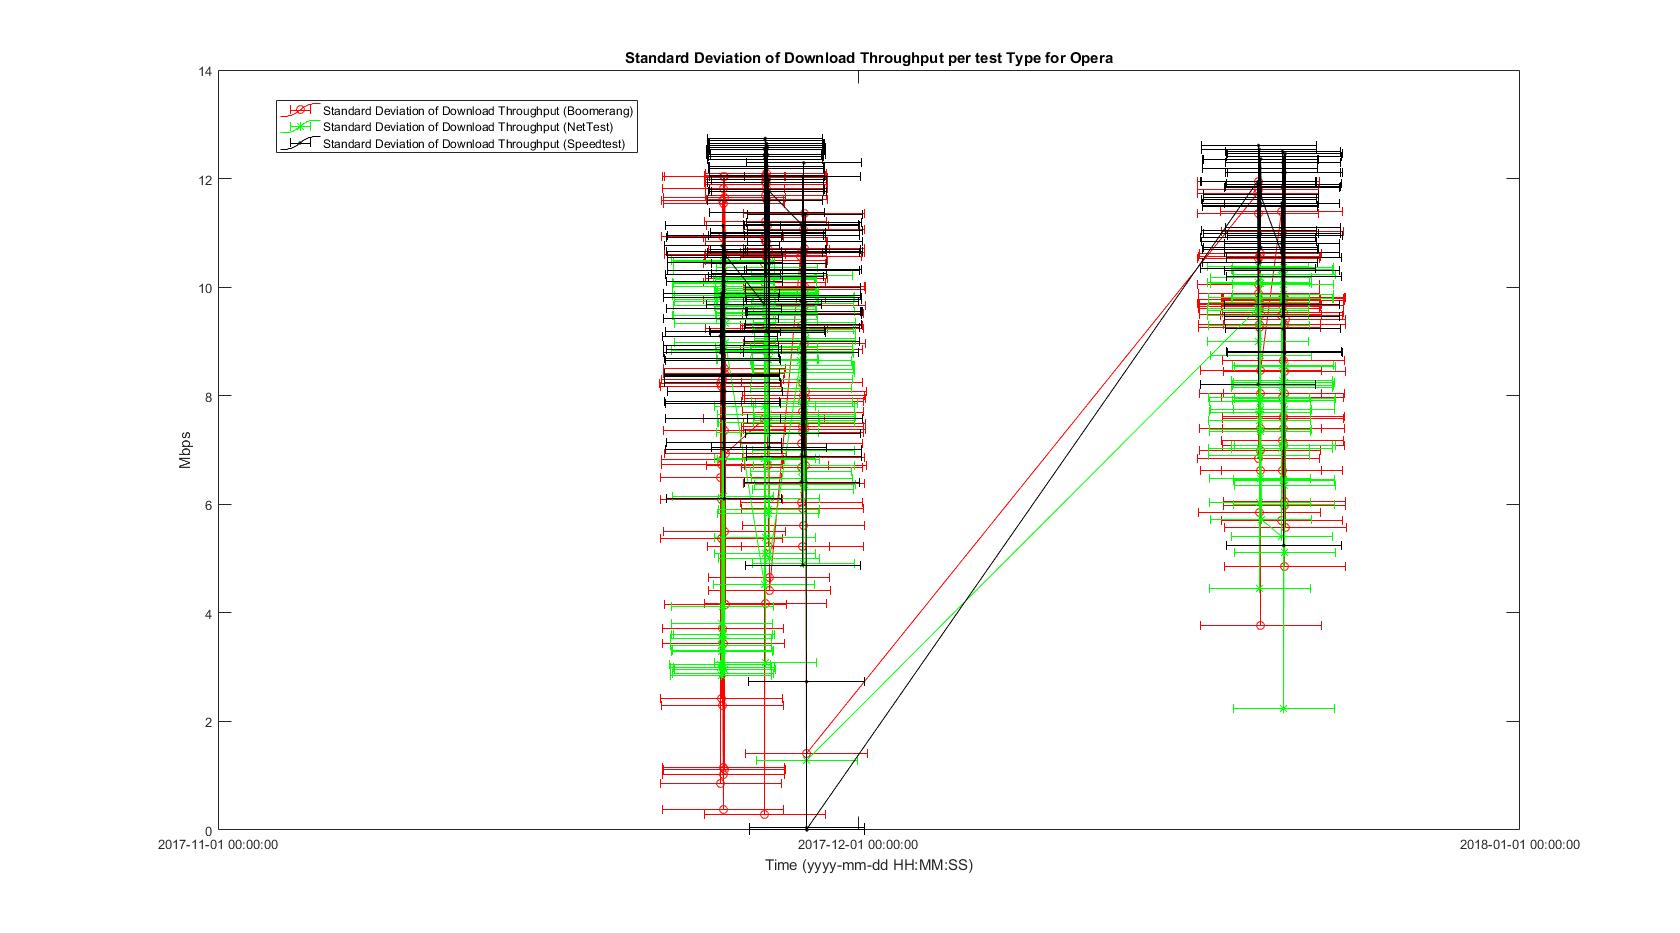 Standard Deviation of Download Throughput per test Type for Opera
14
Standard Deviation of Download Throughput (Boomerang)
Standard Deviation of Download Throughput (NetTest)
Standard Deviation of Download Throughput (Speedtest)
12
10
8
Mbps
6
4
2
0
2017-11-01 00:00:00
2017-12-01 00:00:00
2018-01-01 00:00:00
Time (yyyy-mm-dd HH:MM:SS)